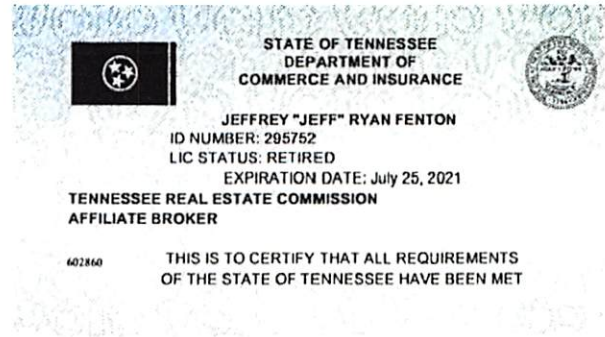 STATE OF TENNESSEE
DEPARTMENT OF
COMMERCE AND INSURANCE
JEFFREY "JEFF" RYAN FENTON
ID NUMBER: 295752
LIC STATUS: RETIRED
EXPIRATION DATE: July 25, 2021
TENNESSEE REAL ESTATE COMMISSION
AFFILIATE BROKER
602860
THIS IS TO CERTIFY THAT ALL REQUIREMENTS
OF THE STATE OF TENNESSEE HAVE BEEN MET